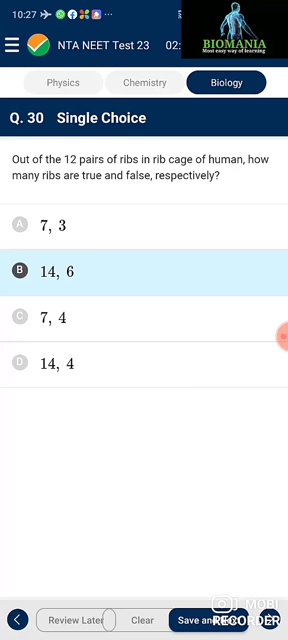 10:27
BIOMANIA
Most easy way of learning
NTA NEET Test 23 02:
Physics Chemistry Biology
Q. 30 Single Choice
Out of the 12 pairs of ribs in rib cage of human, how
many ribs are true and false, respectively?
A 7, 3
B 14, 6
C 7, 4
D 14, 4
MOBI
RECORDER
Review Later Clear Save and